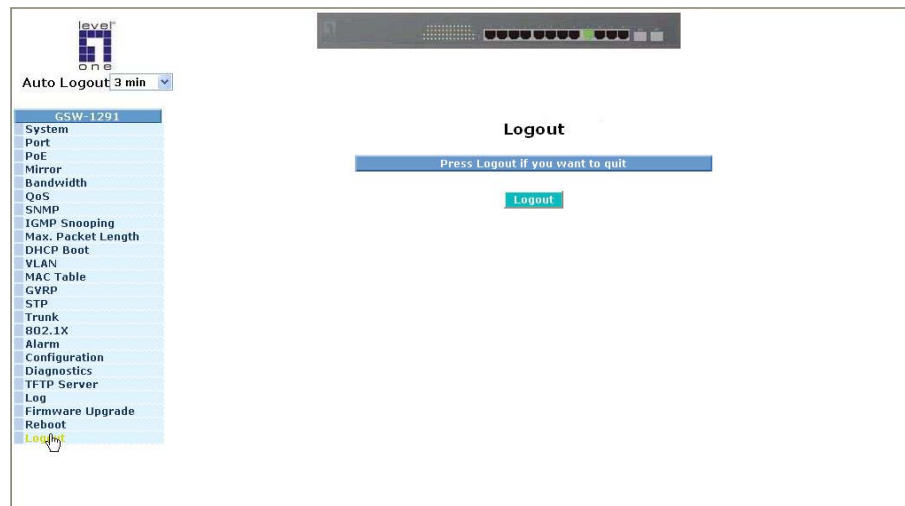 level
one
Auto Logout 3 min
GSW-1291
System
Port
PoE
Mirror
Bandwidth
QoS
SNMP
IGMP Snooping
Max. Packet Length
DHCP Boot
VLAN
MAC Table
GVRP
STP
Trunk
802.1X
Alarm
Configuration
Diagnostics
TFTP Server
Log
Firmware Upgrade
Reboot
Logout
Logout
Press Logout if you want to quit
Logout